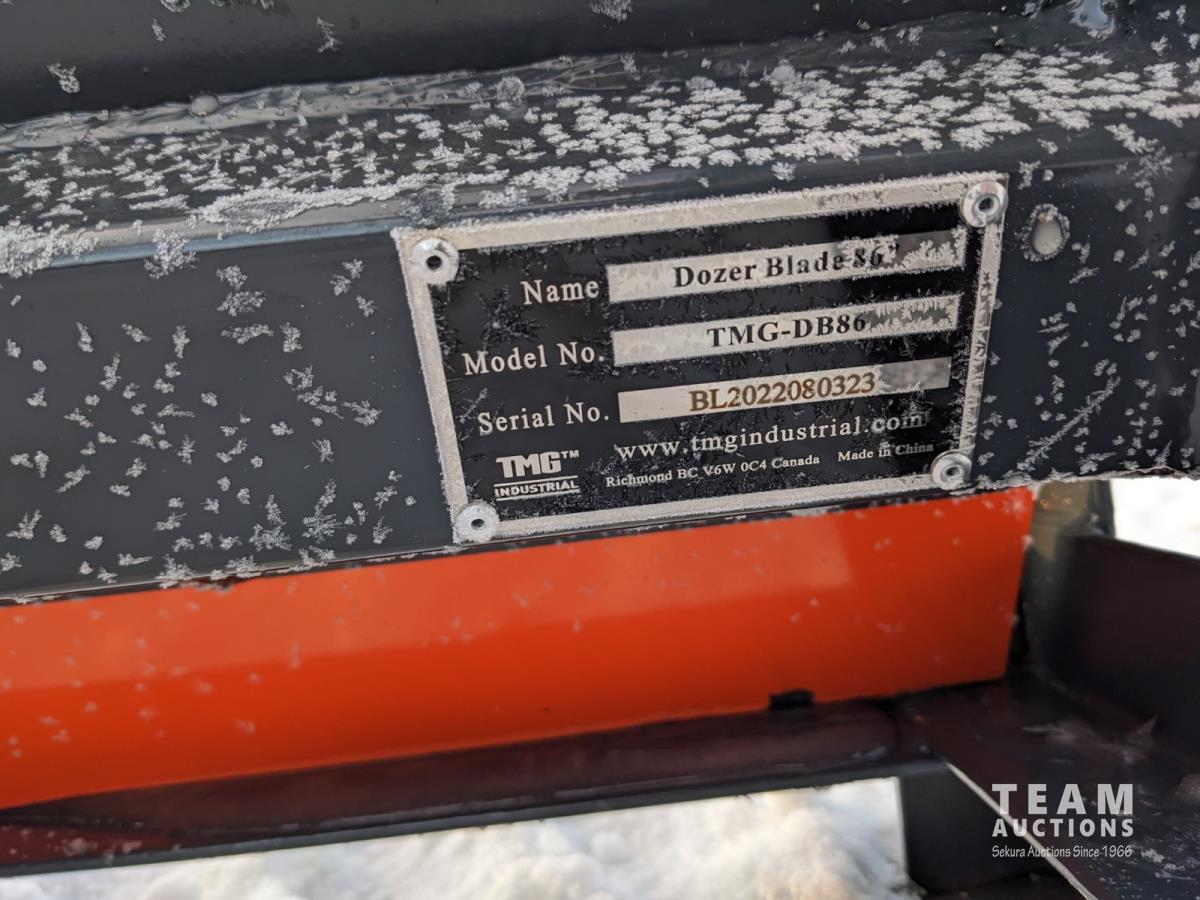 Name Dozer Blade 86
Model No. TMG-DB86
Serial No. BL2022080323
www.tmgindustrial.com
TMG™
INDUSTRIAL
Richmond BC V6W 0C4 Canada Made in China
TEAM
AUCTIONS
Sekura Auctions Since 1966